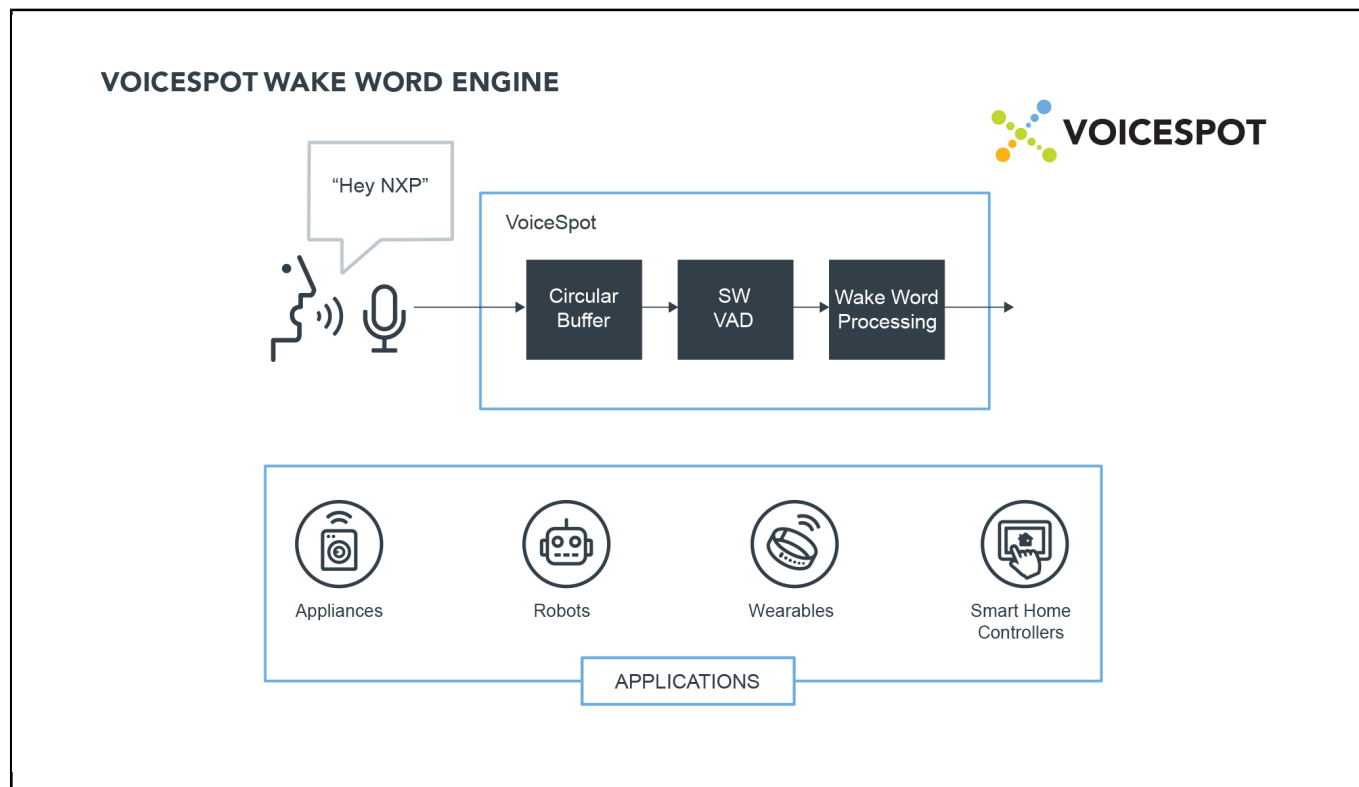 VOICESPOT WAKE WORD ENGINE
VOICESPOT
“Hey NXP”
VoiceSpot
Circular
Buffer
SW
VAD
Wake Word
Processing
Appliances
Robots
Wearables
Smart Home
Controllers
APPLICATIONS